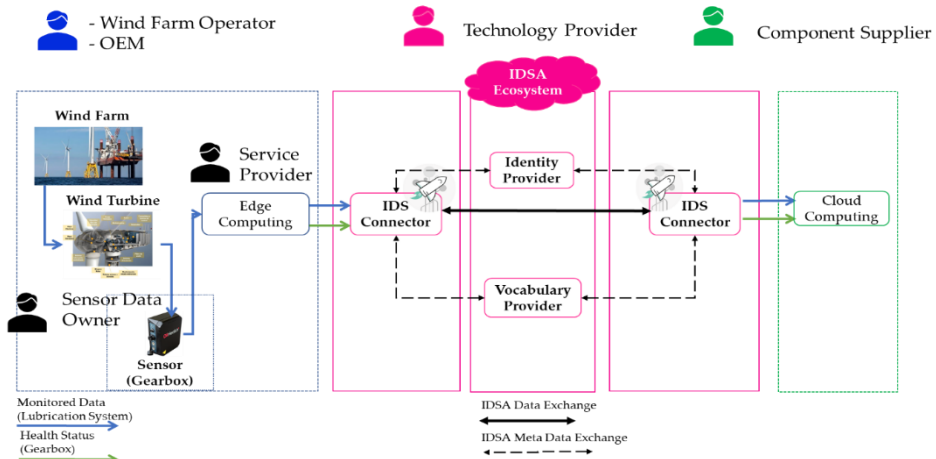 - Wind Farm Operator
- OEM
Technology Provider
Component Supplier
IDSA
Ecosystem
Wind Farm
Service
Provider
Wind Turbine
Edge
Computing
IDS
Connector
Identity
Provider
IDS
Connector
Cloud
Computing
Vocabulary
Provider
Sensor Data
Owner
Sensor
(Gearbox)
Monitored Data
(Lubrication System)
Health Status
(Gearbox)
IDSA Data Exchange
IDSA Meta Data Exchange